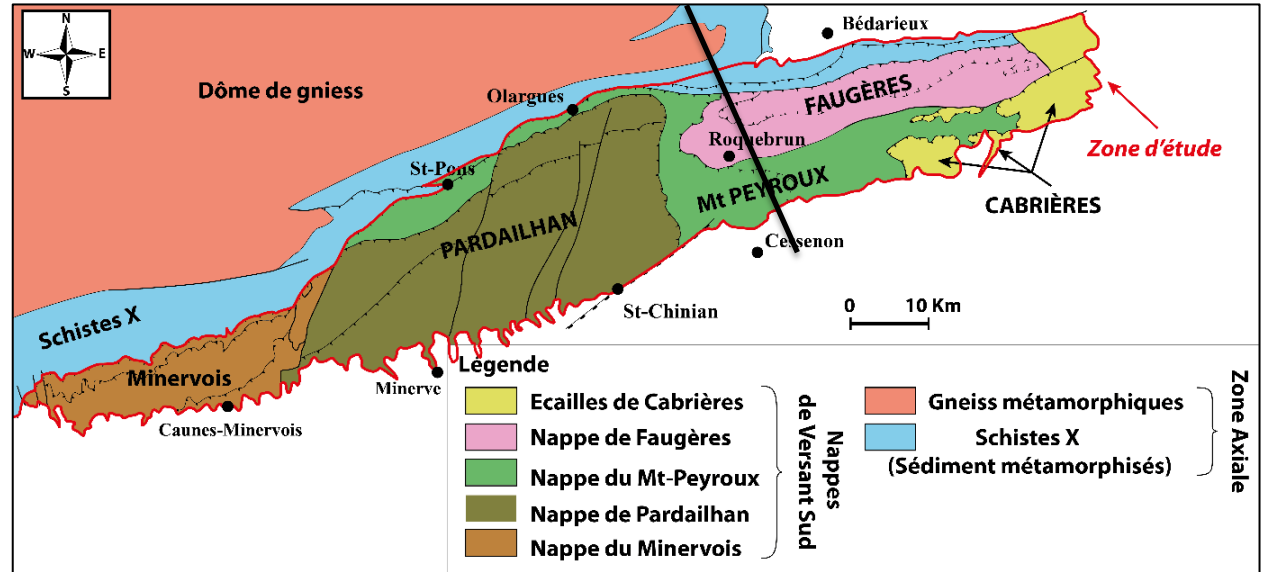 N
W E
S
Bédarieux
Dôme de gniess
Olargues
FAUGÈRES
Roquebrun
Zone d'étude
St-Pons
Mt PEYROUX
CABRIÈRES
PARDAILHAN
Cessenon
0 10 Km
St-Chinian
Schistes X
Minervois
Minerve
Caunes-Minervois
Légende
Ecailles de Cabrières
Nappe de Faugères
Nappe du Mt-Peyroux
Nappe de Pardailhan
Nappe du Minervois
Nappes
de Versant Sud
Gneiss métamorphiques
Schistes X
(Sédiment métamorphisés)
Zone Axiale